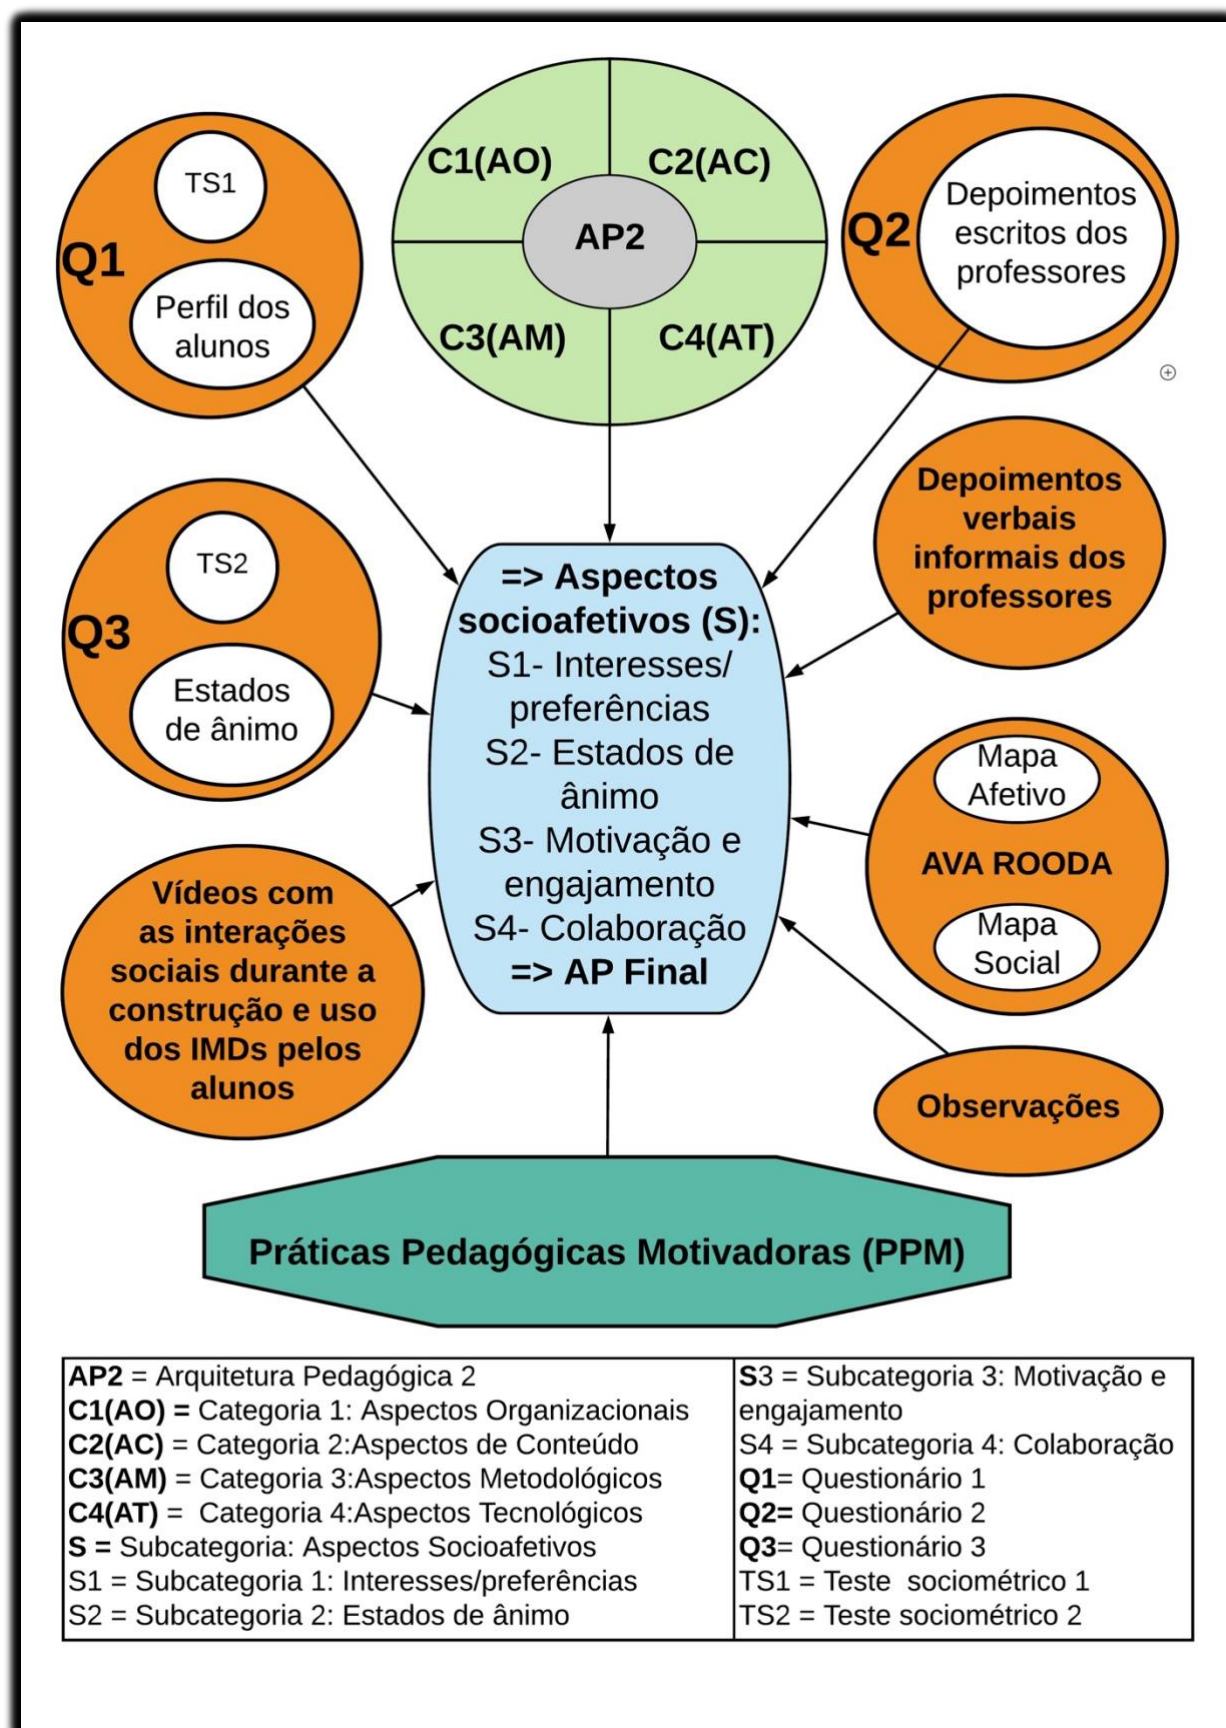 Q1
TS1
Perfil dos
alunos
C1(AO)
C2(AC)
AP2
C3(AM)
C4(AT)
Q2
Depoimentos
escritos dos
professores
Q3
TS2
Estados
de ânimo
=> Aspectos
socioafetivos (S):
S1- Interesses/
preferências
S2- Estados de
ânimo
S3- Motivação e
engajamento
S4- Colaboração
=> AP Final
Depoimentos
verbais
informais dos
professores
Mapa
Afetivo
AVA ROODA
Mapa
Social
Vídeos com
as interações
sociais durante a
construção e uso
dos IMDs pelos
alunos
Observações
Práticas Pedagógicas Motivadoras (PPM)
AP2 = Arquitetura Pedagógica 2
C1(AO) = Categoria 1: Aspectos Organizacionais
C2(AC) = Categoria 2:Aspectos de Conteúdo
C3(AM) = Categoria 3:Aspectos Metodológicos
C4(AT) = Categoria 4:Aspectos Tecnológicos
S = Subcategoria: Aspectos Socioafetivos
S1 = Subcategoria 1: Interesses/preferências
S2 = Subcategoria 2: Estados de ânimo
S3 = Subcategoria 3: Motivação e
engajamento
S4 = Subcategoria 4: Colaboração
Q1= Questionário 1
Q2= Questionário 2
Q3= Questionário 3
TS1 = Teste sociométrico 1
TS2 = Teste sociométrico 2